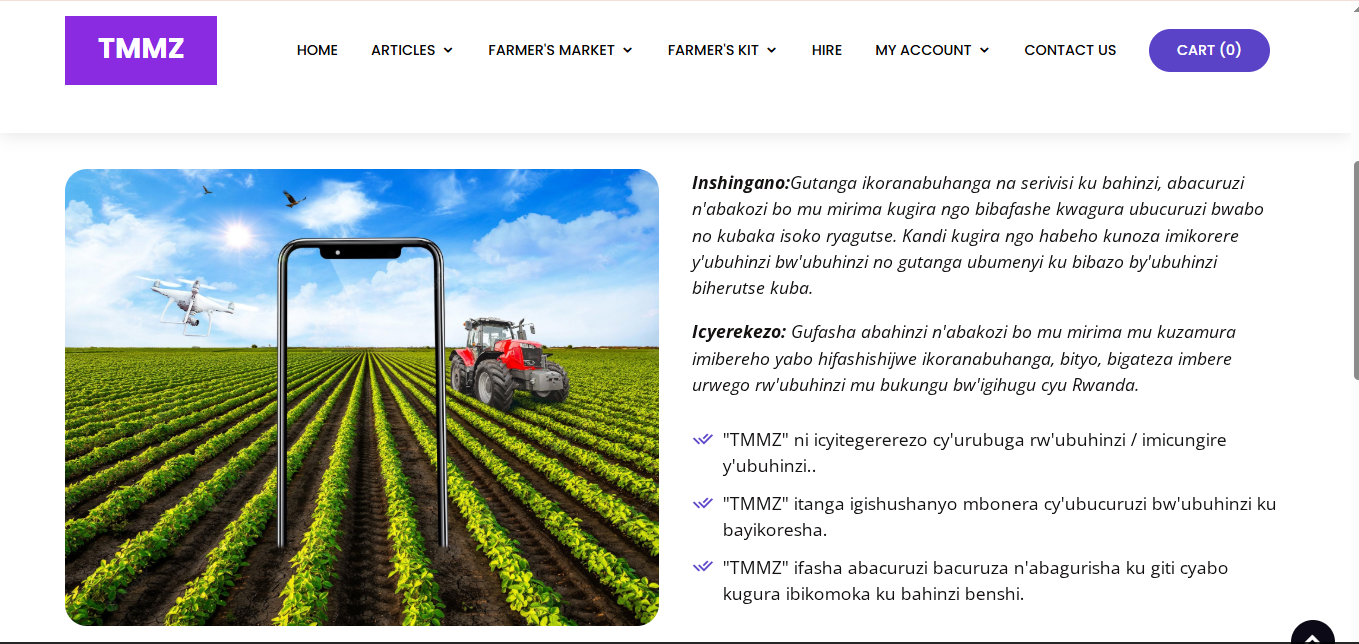 TMMZ
HOME ARTICLES FARMER'S MARKET FARMER'S KIT HIRE MY ACCOUNT CONTACT US CART (0)
Inshingano:Gutanga ikoranabuhanga na serivisi ku bahinzi, abacuruzi
n'abakozi bo mu mirima kugira ngo bibafashe kwagura ubucuruzi bwabo
no kubaka isoko ryagutse. Kandi kugira ngo habeho kunoza imikorere
y'ubuhinzi bw'ubuhinzi no gutanga ubumenyi ku bibazo by'ubuhinzi
biherutse kuba.
Icyerekezo: Gufasha abahinzi n'abakozi bo mu mirima mu kuzamura
imibereho yabo hifashishijwe ikoranabuhanga, bityo, bigateza imbere
urwego rw'ubuhinzi mu bukungu bw'igihugu cyu Rwanda.
"TMMZ" ni icyitegererezo cy'urubuga rw'ubuhinzi / imicungire
y'ubuhinzi..
"TMMZ" itanga igishushanyo mbonera cy'ubucuruzi bw'ubuhinzi ku
bayikoresha.
"TMMZ" ifasha abacuruzi bacuruza n'abagurisha ku giti cyabo
kugura ibikomoka ku bahinzi benshi.